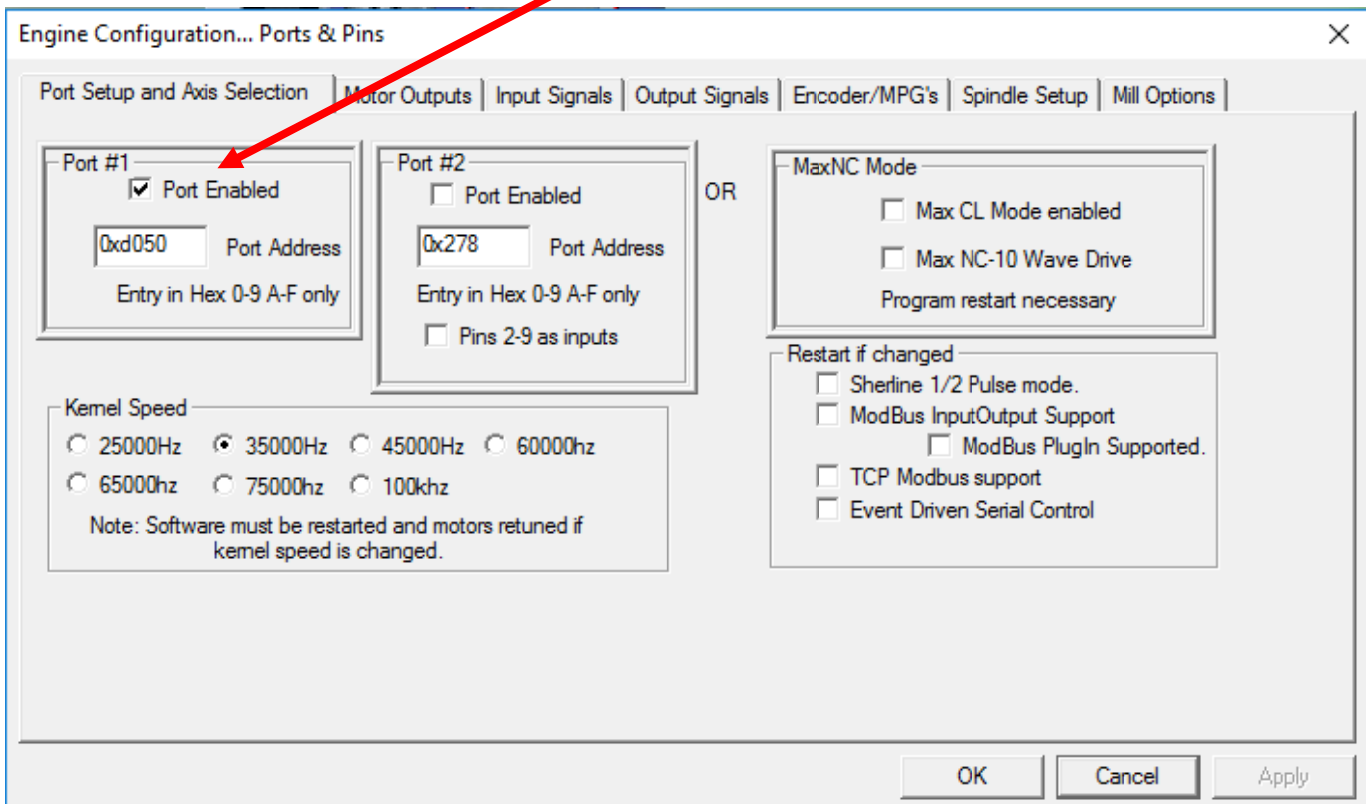 Engine Configuration... Ports & Pins
Port Setup and Axis Selection
Motor Outputs
Input Signals
Output Signals
Encoder/MPG's
Spindle Setup
Mill Options
Port #1
Port Enabled
0xd050
Port Address
Entry in Hex 0-9 A-F only
Port #2
Port Enabled
0x278
Port Address
Entry in Hex 0-9 A-F only
Pins 2-9 as inputs
OR
MaxNC Mode
Max CL Mode enabled
Max NC-10 Wave Drive
Program restart necessary
Kernel Speed
25000Hz 35000Hz 45000Hz 60000hz
65000hz 75000hz 100khz
Note: Software must be restarted and motors retuned if
kernel speed is changed.
Restart if changed
Sherline 1/2 Pulse mode.
ModBus InputOutput Support
ModBus PlugIn Supported.
TCP Modbus support
Event Driven Serial Control
OK
Cancel
Apply